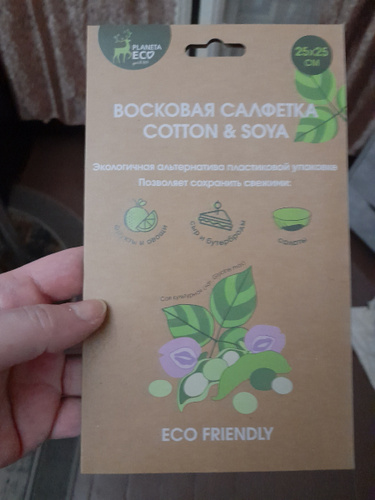 PLANETA
ECO
25x25
СМ
ВОСКОВАЯ САЛФЕТКА
COTTON & SOYA
Экологичная альтернатива пластиковой упаковке
Позволяет сохранить свежими:
фрукты и овощи
сыр и бутерброды
салаты
ECO FRIENDLY